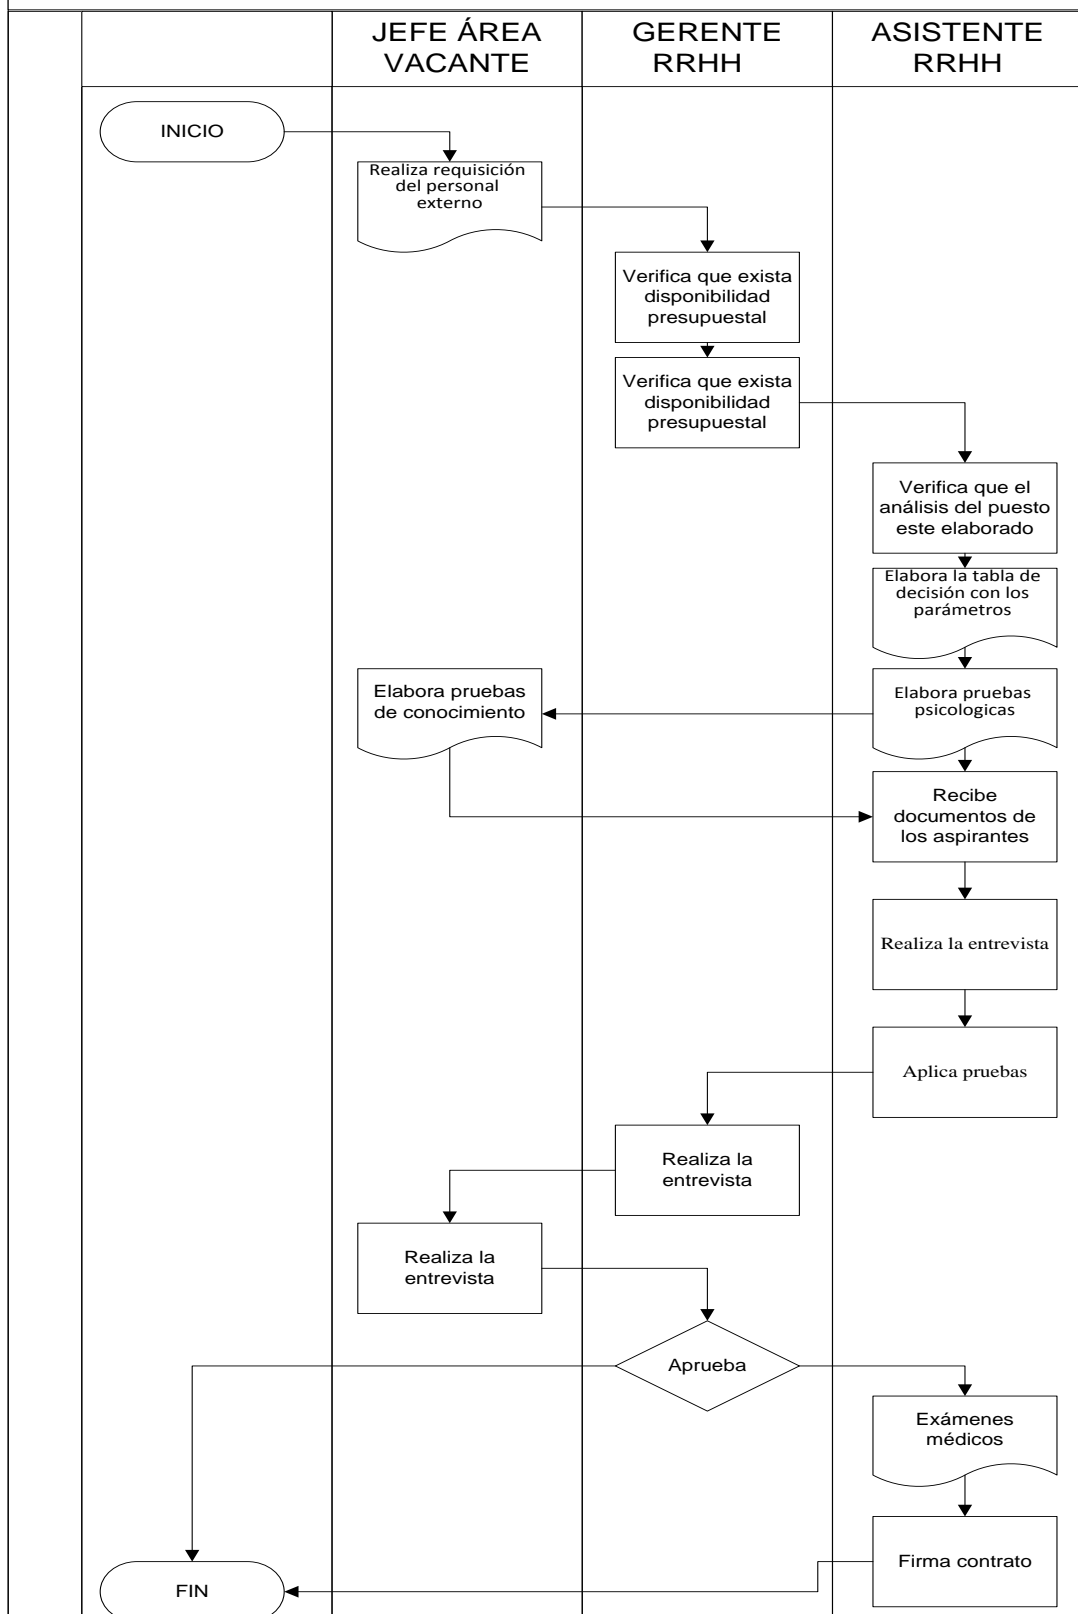 JEFE ÁREA
VACANTE
GERENTE
RRHH
ASISTENTE
RRHH
INICIO
Realiza requisición
del personal
externo
Verifica que exista
disponibilidad
presupuestal
Verifica que exista
disponibilidad
presupuestal
Verifica que el
análisis del puesto
este elaborado
Elabora la tabla de
decisión con los
parámetros
Elabora pruebas
de conocimiento
Elabora pruebas
psicologicas
Recibe
documentos de
los aspirantes
Realiza la entrevista
Aplica pruebas
Realiza la
entrevista
Realiza la
entrevista
Aprueba
Exámenes
médicos
Firma contrato
FIN